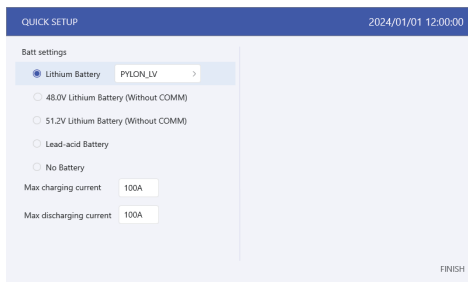 QUICK SETUP 2024/01/01 12:00:00
Batt settings
Lithium Battery PYLON_LV >
48.0V Lithium Battery (Without COMM)
51.2V Lithium Battery (Without COMM)
Lead-acid Battery
No Battery
Max charging current 100A
Max discharging current 100A
FINISH